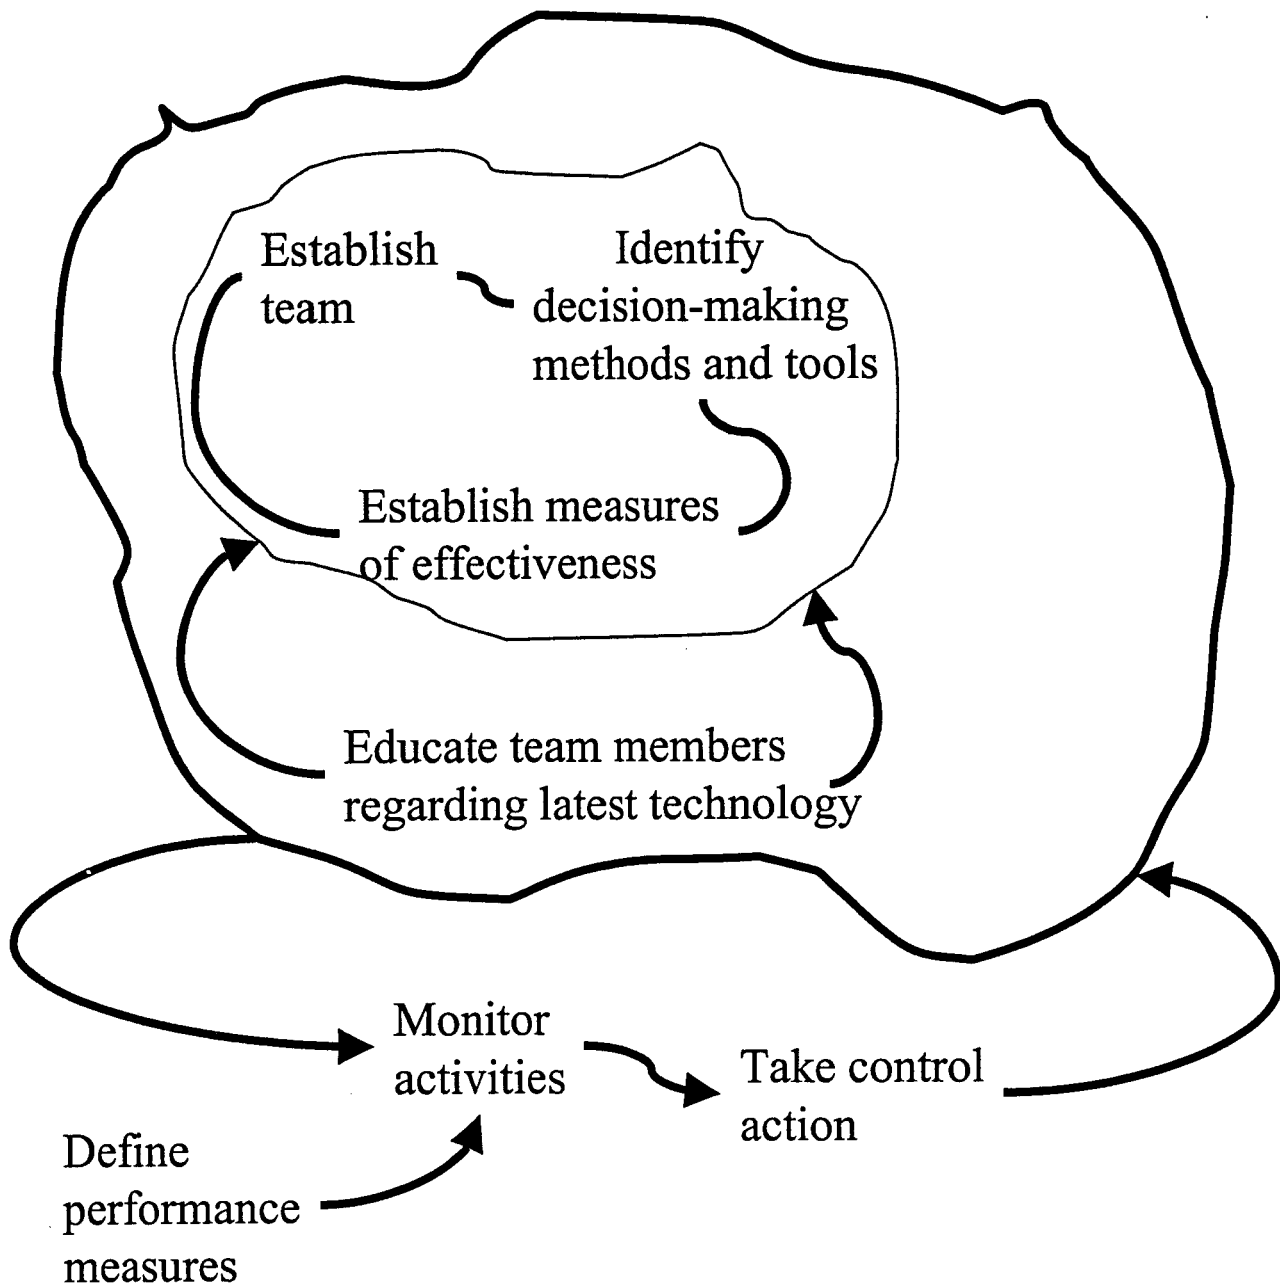 Establish
team
Identify
decision-making
methods and tools
Establish measures
of effectiveness
Educate team members
regarding latest technology
Monitor
activities
Take control
action
Define
performance
measures